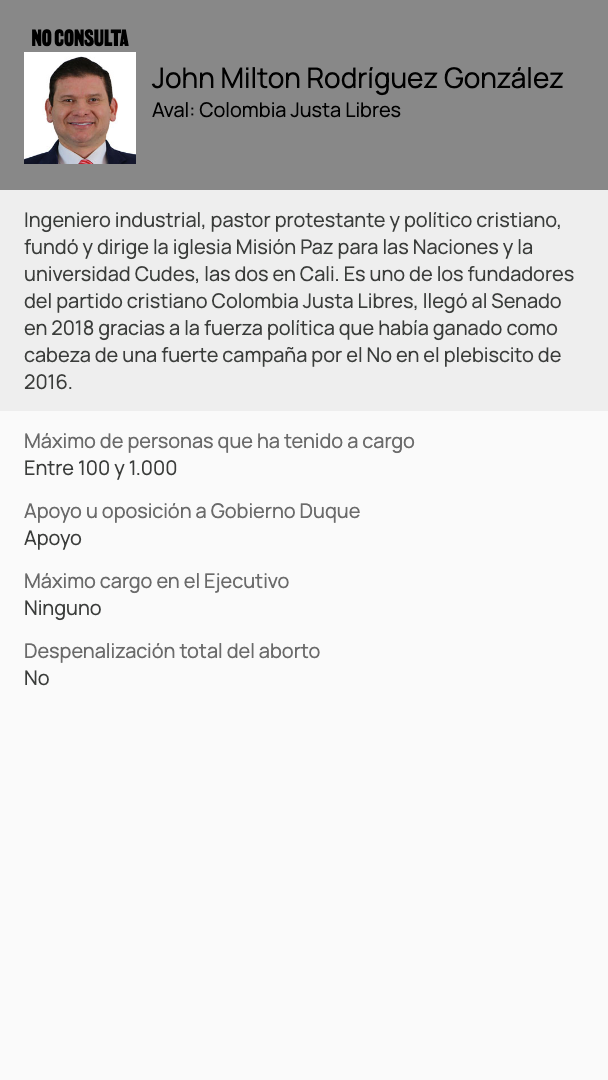 NO CONSULTA
John Milton Rodríguez González
Aval: Colombia Justa Libres
Ingeniero industrial, pastor protestante y político cristiano,
fundó y dirige la iglesia Misión Paz para las Naciones y la
universidad Cudes, las dos en Cali. Es uno de los fundadores
del partido cristiano Colombia Justa Libres, llegó al Senado
en 2018 gracias a la fuerza política que había ganado como
cabeza de una fuerte campaña por el No en el plebiscito de
2016.
Máximo de personas que ha tenido a cargo
Entre 100 y 1.000
Apoyo u oposición a Gobierno Duque
Apoyo
Máximo cargo en el Ejecutivo
Ninguno
Despenalización total del aborto
No